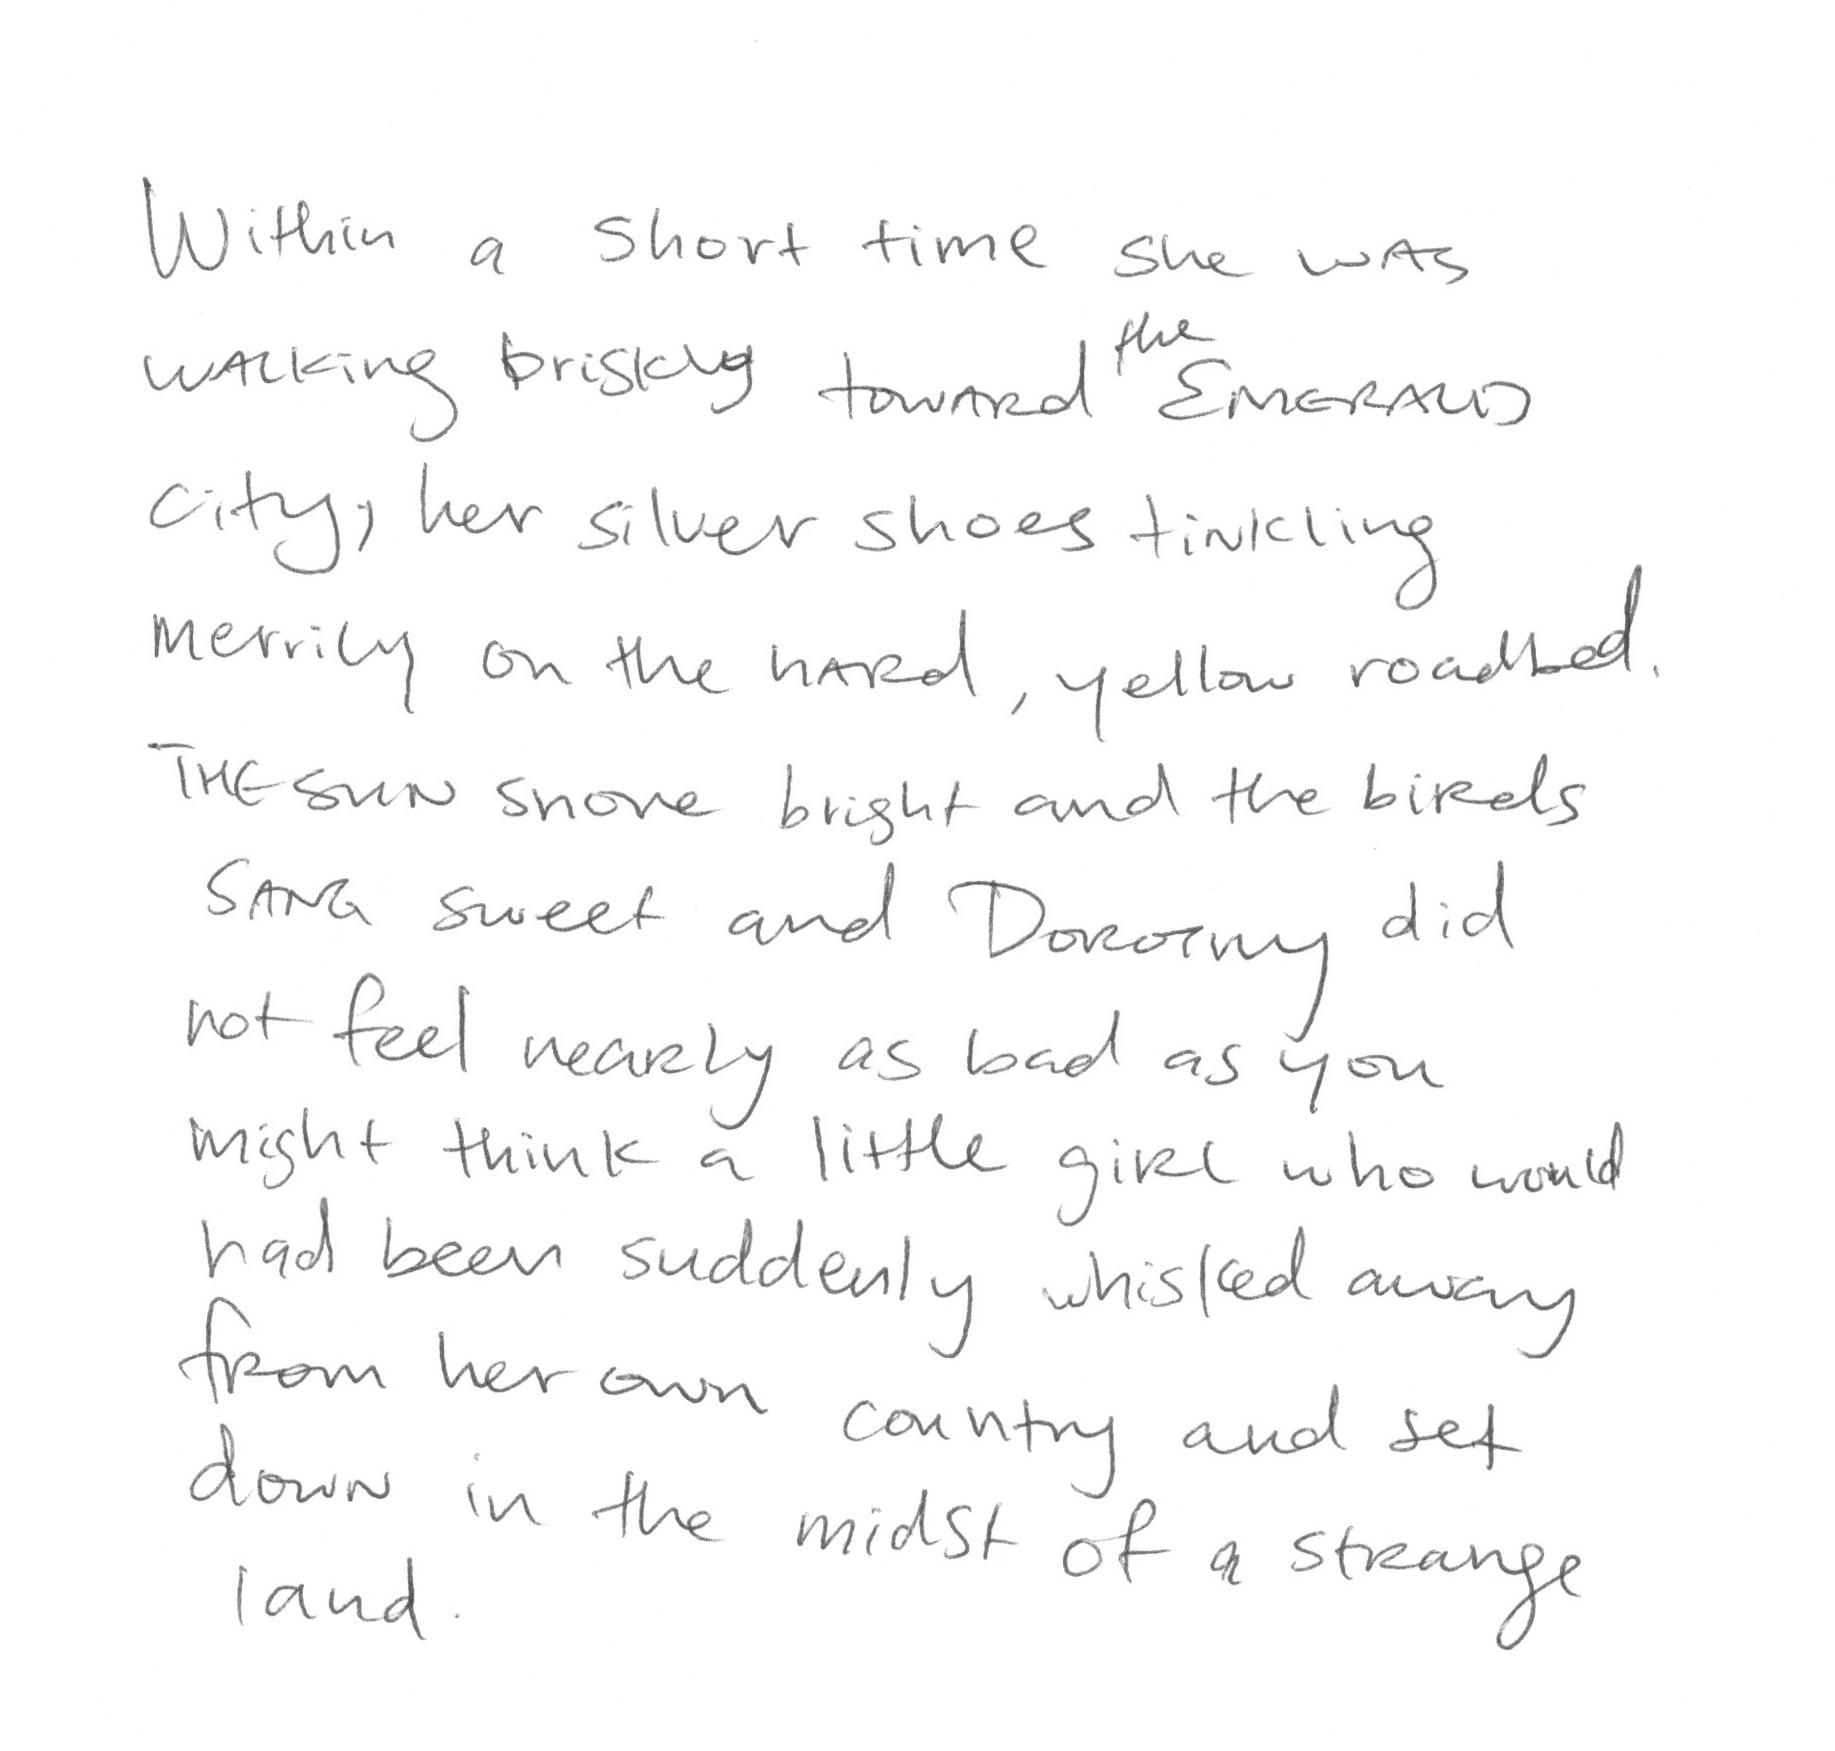 Within a short time she was
walking briskly toward the Emerald
City, her silver shoes tinkling
merrily on the hard, yellow roadbed.
The sun shone bright and the birds
sang sweet and Dorothy did
not feel nearly as bad as you
might think a little girl who would
had been suddenly whisked away
from her own country and set
down in the midst of a strange
land.